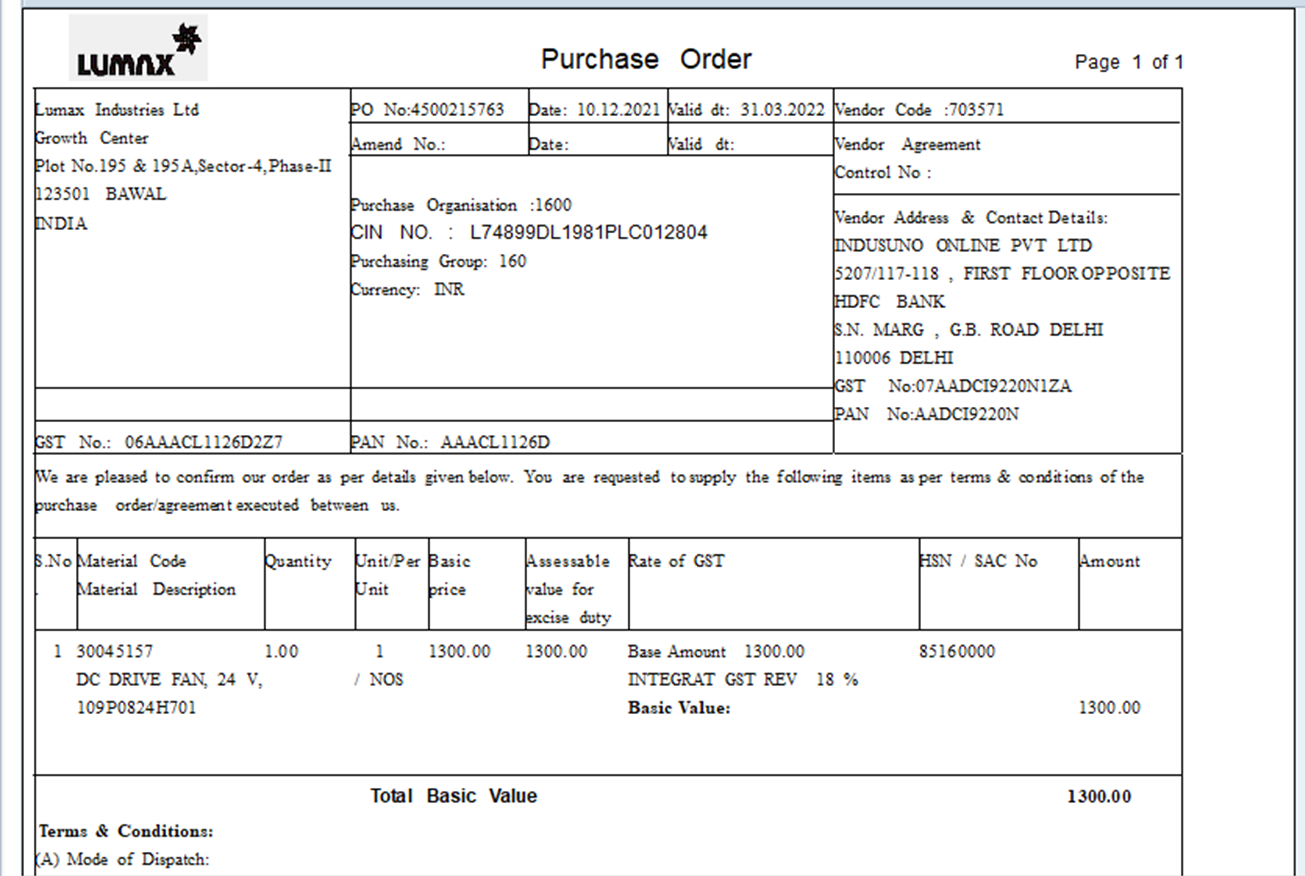 LUMAX
Purchase Order
Page 1 of 1
Lumax Industries Ltd
Growth Center
Plot No.195 & 195A,Sector-4,Phase-II
123501 BAWAL
INDIA
PO No:4500215763 Date: 10.12.2021 Valid dt: 31.03.2022
Amend No.: Date: Valid dt:
Purchase Organisation :1600
CIN NO. : L74899DL1981PLC012804
Purchasing Group: 160
Currency: INR
Vendor Code :703571
Vendor Agreement
Control No :
Vendor Address & Contact Details:
INDUSUNO ONLINE PVT LTD
5207/117-118 , FIRST FLOOR OPPOSITE
HDFC BANK
S.N. MARG , G.B. ROAD DELHI
110006 DELHI
GST No:07AADCI9220N1ZA
PAN No:AADCI9220N
GST No.: 06AAACL1126D2Z7 PAN No.: AAACL1126D
We are pleased to confirm our order as per details given below. You are requested to supply the following items as per terms & conditions of the
purchase order/agreement executed between us.
S.No Material Code Quantity Unit/Per Basic Assessable Rate of GST HSN / SAC No Amount
. Material Description Unit price value for
excise duty
1 30045157 1.00 1 1300.00 1300.00 Base Amount 1300.00 85160000
DC DRIVE FAN, 24 V, / NOS INTEGRAT GST REV 18 %
109P0824H701 Basic Value: 1300.00
Total Basic Value 1300.00
Terms & Conditions:
(A) Mode of Dispatch: